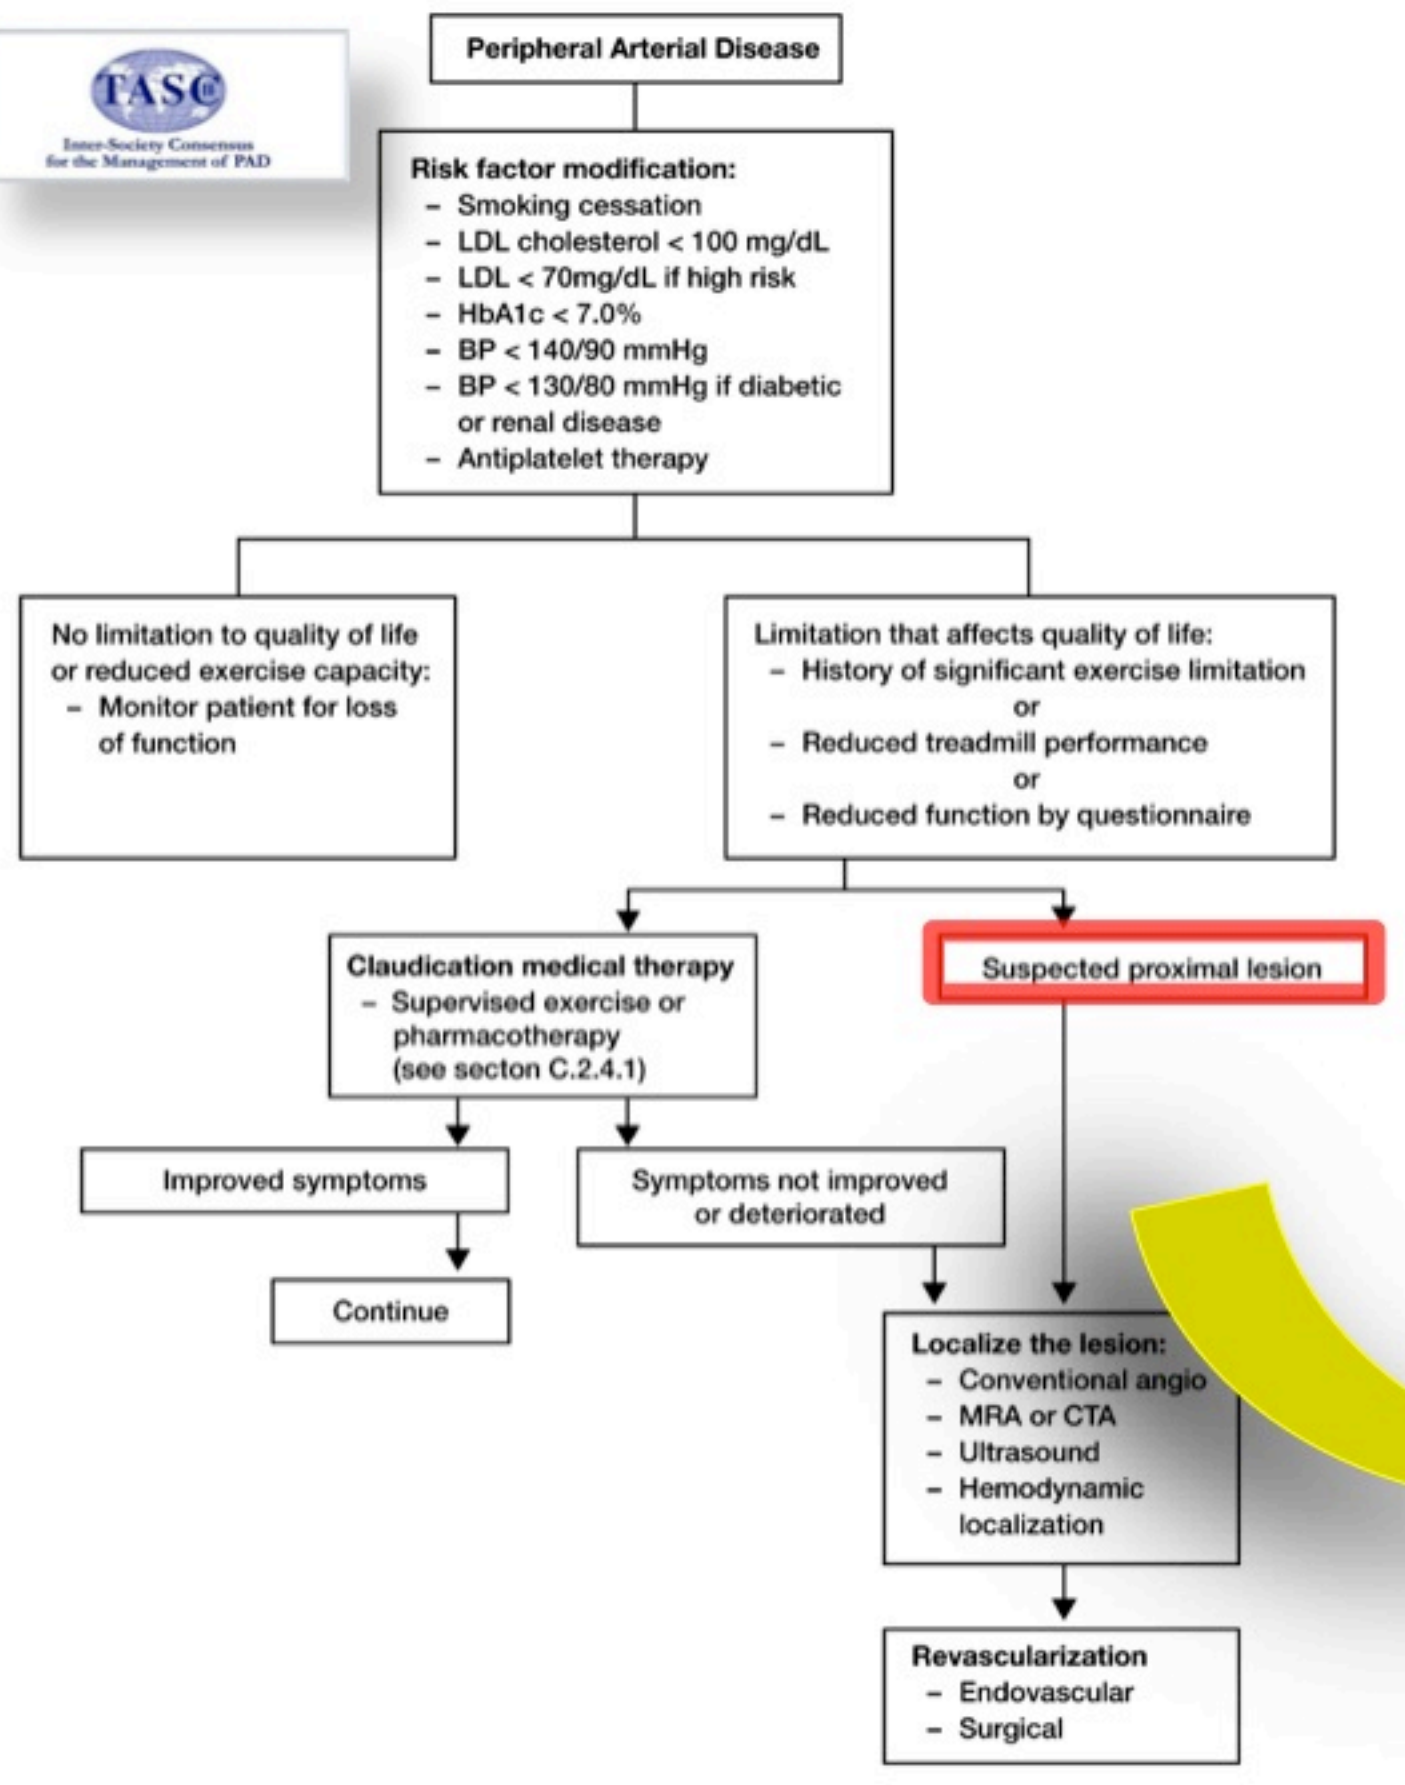 Peripheral Arterial Disease
TASC II
Inter-Society Consensus
for the Management of PAD
Risk factor modification:
– Smoking cessation
– LDL cholesterol < 100 mg/dL
– LDL < 70mg/dL if high risk
– HbA1c < 7.0%
– BP < 140/90 mmHg
– BP < 130/80 mmHg if diabetic
or renal disease
– Antiplatelet therapy
No limitation to quality of life
or reduced exercise capacity:
– Monitor patient for loss
of function
Limitation that affects quality of life:
– History of significant exercise limitation
or
– Reduced treadmill performance
or
– Reduced function by questionnaire
Claudication medical therapy
– Supervised exercise or
pharmacotherapy
(see secton C.2.4.1)
Suspected proximal lesion
Improved symptoms
Symptoms not improved
or deteriorated
Continue
Localize the lesion:
– Conventional angio
– MRA or CTA
– Ultrasound
– Hemodynamic
localization
Revascularization
– Endovascular
– Surgical